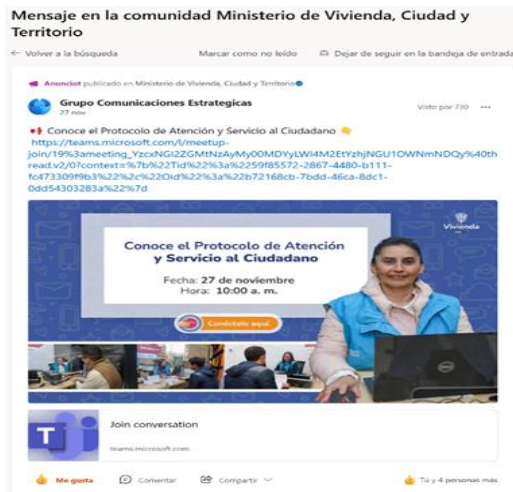 Mensaje en la comunidad Ministerio de Vivienda, Ciudad y
Territorio
← Volver a la búsqueda Marcar como no leído Dejar de seguir en la bandeja de entrada
Anuncio publicado en Ministerio de Vivienda, Ciudad y Territorio
Grupo Comunicaciones Estrategicas
27 nov Visto por 730 ···
Conoce el Protocolo de Atención y Servicio al Ciudadano
https://teams.microsoft.com/l/meetup-
read.v2/0?context=%7b%22Tid%22%3a%2259f85572-2867-4480-b111-
fc473309f9b3%22%2c%22Oid%22%3a%22b72168cb-7bdd-46ca-8dc1-
0dd54303283a%22%7d
Vivienda
Conoce el Protocolo de Atención
y Servicio al Ciudadano
Fecha: 27 de noviembre
Hora: 10:00 a. m.
Conéctate aquí
DELL
T
Join conversation
teams.microsoft.com
Me gusta Comentar Compartir Tú y 4 personas más